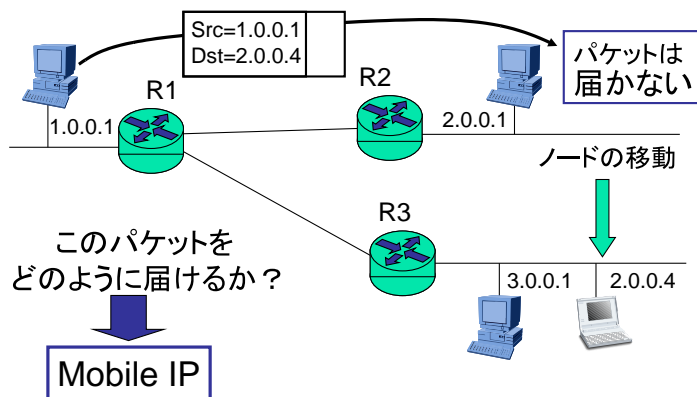 Src=1.0.0.1
Dst=2.0.0.4
パケットは
届かない
R1
R2
1.0.0.1
2.0.0.1
ノードの移動
R3
このパケットを
どのように届けるか？
3.0.0.1
2.0.0.4
Mobile IP